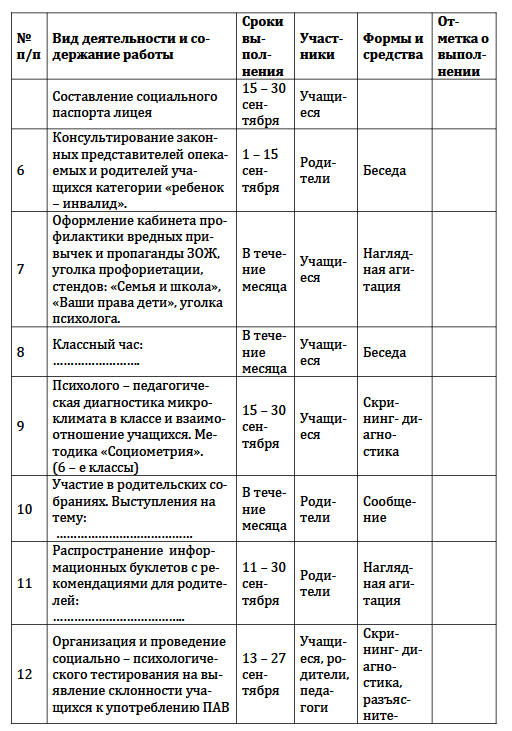 № п/п
Вид деятельности и со-
держание работы
Сроки
вы-
пол-
нения
Участ-
ники
Формы и
средства
От-
метка о
выпол-
нении
Составление социального
паспорта лицея
15 – 30
сен-
тября
Учащи-
еся
6
Консультирование закон-
ных представителей опека-
емых и родителей уча-
щихся категории «ребенок
– инвалид».
1 – 15
сен-
тября
Роди-
тели
Беседа
7
Оформление кабинета про-
филактики вредных при-
вычек и пропаганды ЗОЖ,
уголка профориетации,
стендов: «Семья и школа»,
«Ваши права дети», уголка
психолога.
В тече-
ние
месяца
Учащи-
еся
Нагляд-
ная аги-
тация
8
Классный час:
…………………….
В тече-
ние
месяца
Учащи-
еся
Беседа
9
Психолого – педагогиче-
ская диагностика микро-
климата в классе и взаимо-
отношение учащихся. Ме-
тодика «Социометрия».
(6 – е классы)
15 – 30
сен-
тября
Учащи-
еся
Скри-
нинг- ди-
агно-
стика
10
Участие в родительских со-
браниях. Выступления на
тему:
…………………………………
В тече-
ние
месяца
Роди-
тели
Сообще-
ние
11
Распространение инфор-
мационных буклетов с ре-
комендациями для родите-
лей:
………………………………..
11 – 30
сен-
тября
Роди-
тели
Нагляд-
ная аги-
тация
12
Организация и проведение
социально – психологиче-
ского тестирования на вы-
явление склонности уча-
щихся к употреблению ПАВ
13 – 27
сен-
тября
Учащи-
еся, ро-
дители,
педа-
гоги
Скри-
нинг- ди-
агно-
стика,
разъяс-
ните-